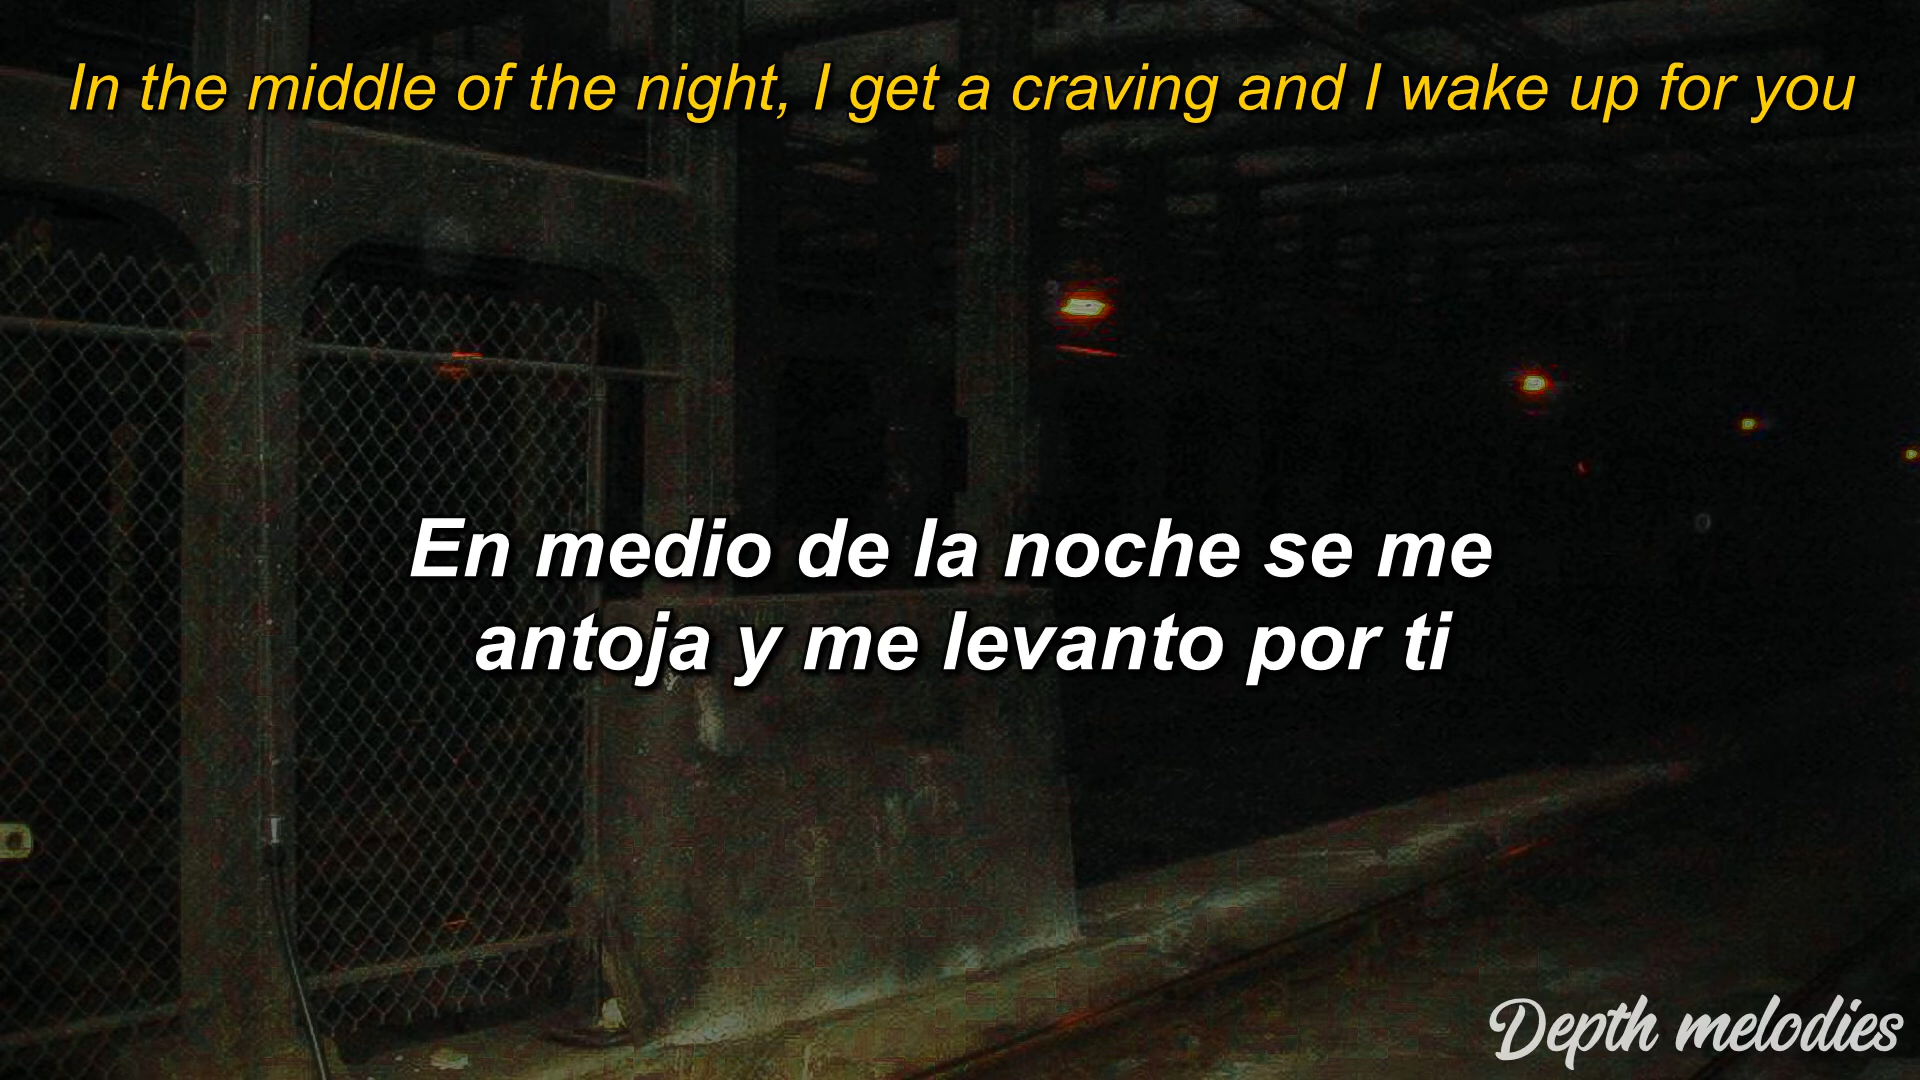 In the middle of the night, I get a craving and I wake up for you
En medio de la noche se me
antoja y me levanto por ti
Depth melodies